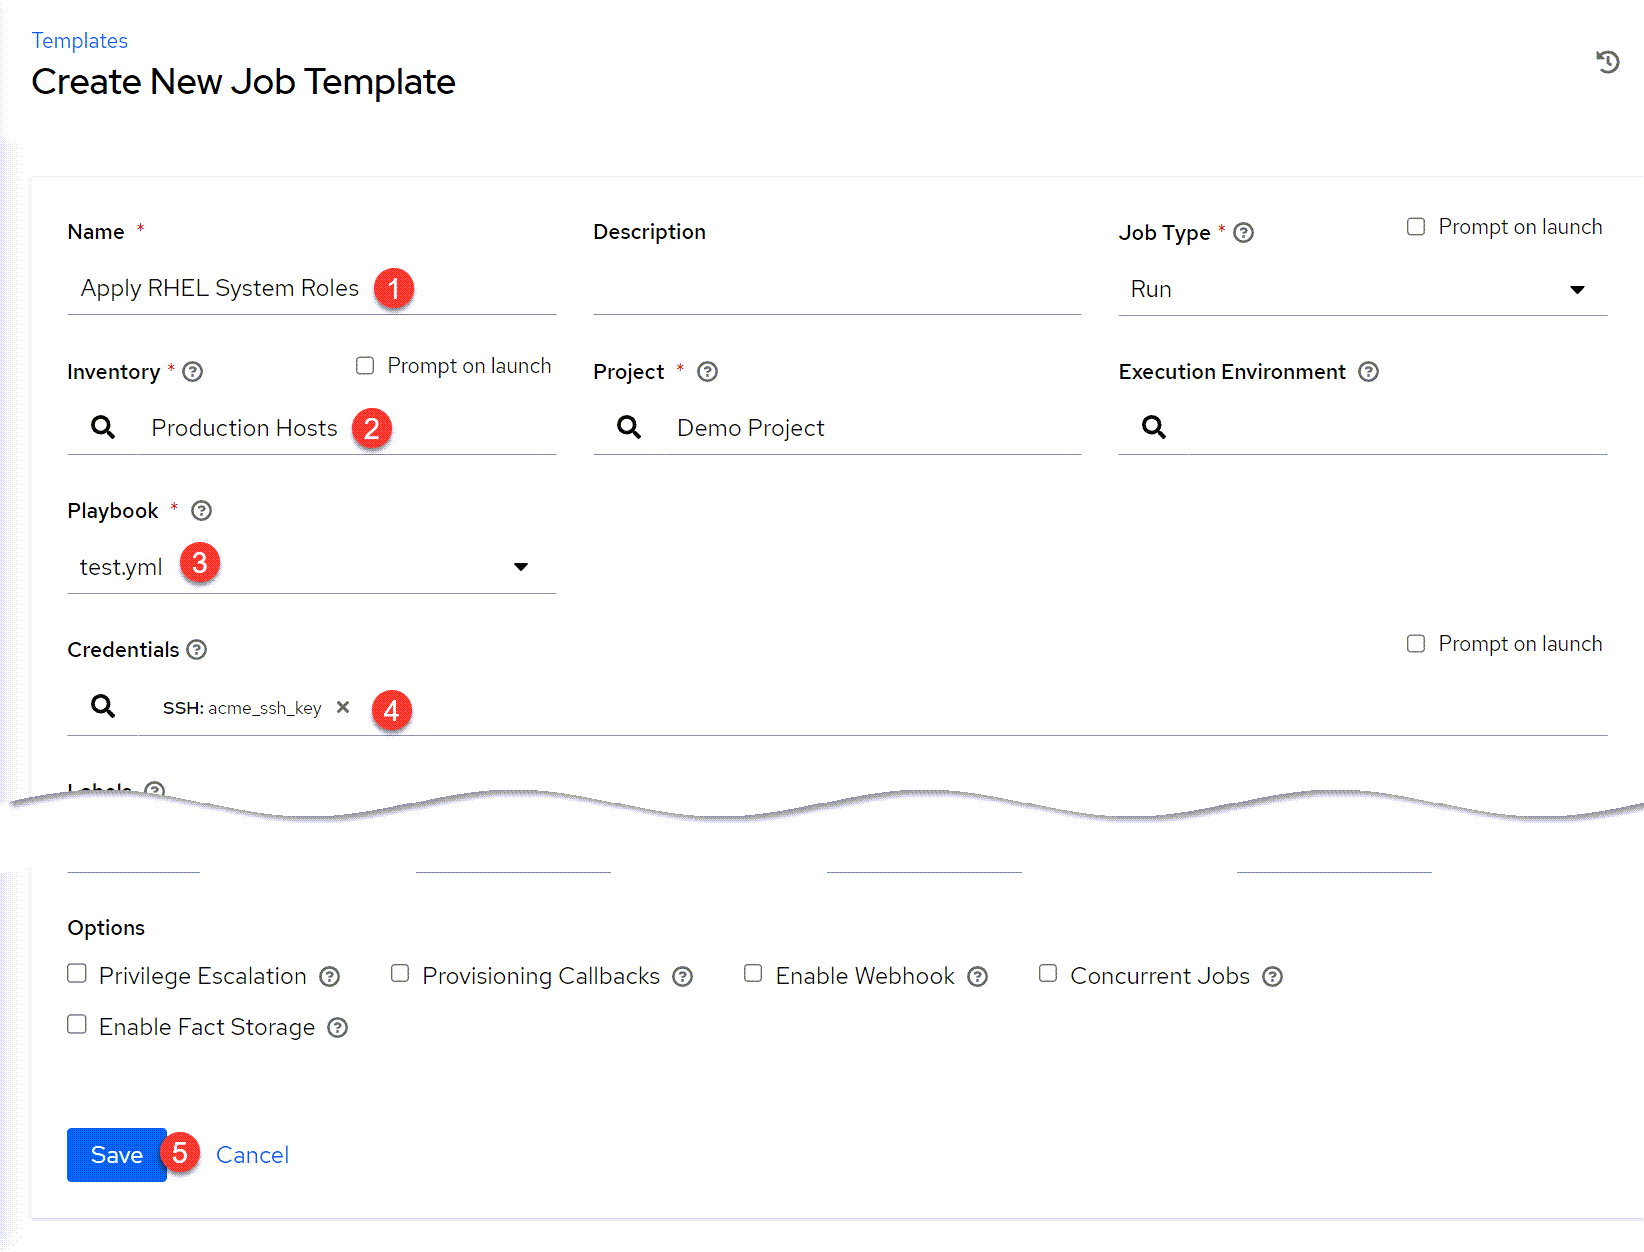 Templates
Create New Job Template
Name *
Description
Job Type * ?
Prompt on launch
Apply RHEL System Roles 1
Run
Inventory * ?
Prompt on launch
Project * ?
Execution Environment ?
Production Hosts 2
Demo Project
Playbook * ?
test.yml 3
Credentials ?
Prompt on launch
SSH: acme_ssh_key × 4
Labels ?
Options
Privilege Escalation ?
Provisioning Callbacks ?
Enable Webhook ?
Concurrent Jobs ?
Enable Fact Storage ?
Save 5
Cancel